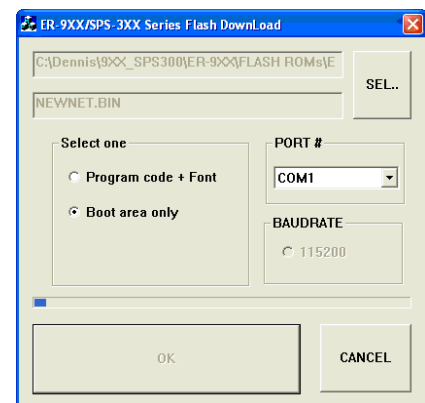 ER-9XX/SPS-3XX Series Flash DownLoad
C:\Dennis\9XX_SPS300\ER-9XX\FLASH ROMs\E
SEL..
NEWNET.BIN
Select one
PORT #
Program code + Font
COM1
Boot area only
BAUDRATE
115200
OK
CANCEL